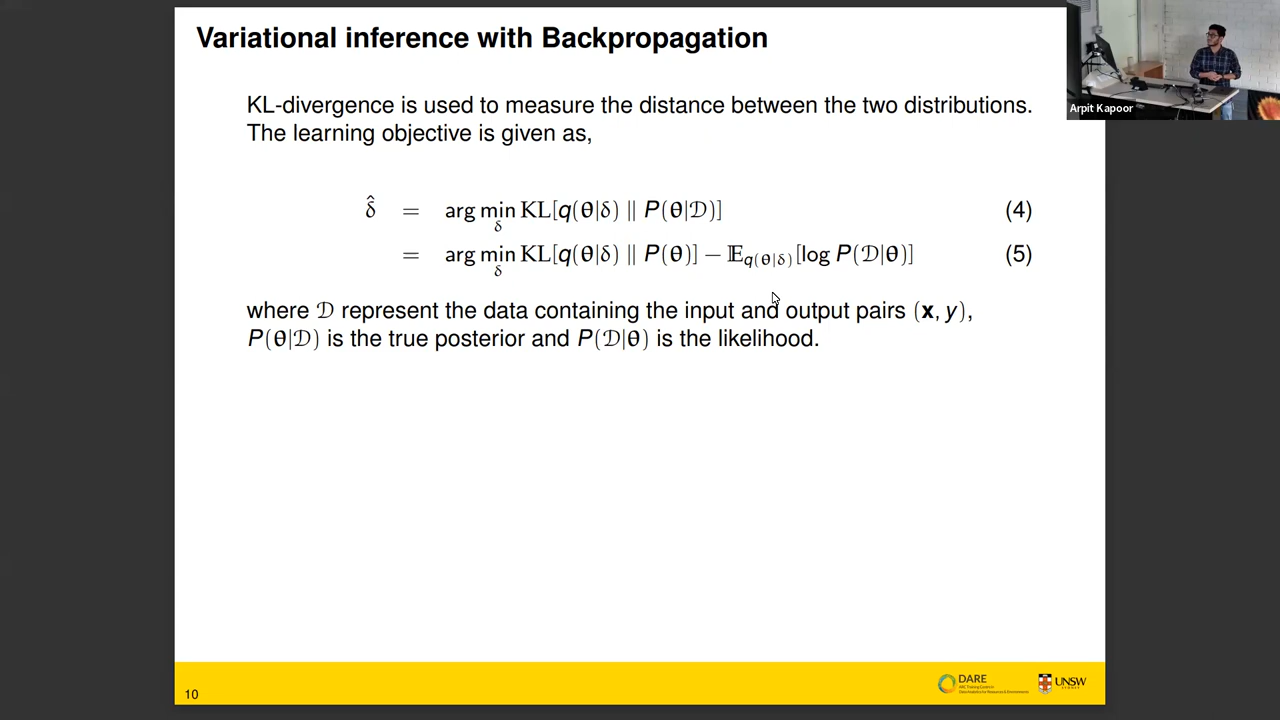 Variational inference with Backpropagation
Arpit Kapoor
KL-divergence is used to measure the distance between the two distributions.
The learning objective is given as,
δ̂ = arg min_δ KL[q(θ|δ) ∥ P(θ|𝒟)] (4)
= arg min_δ KL[q(θ|δ) ∥ P(θ)] − 𝔼_q(θ|δ)[log P(𝒟|θ)] (5)
where 𝒟 represent the data containing the input and output pairs (x, y),
P(θ|𝒟) is the true posterior and P(𝒟|θ) is the likelihood.
10
DARE
UNSW
SYDNEY